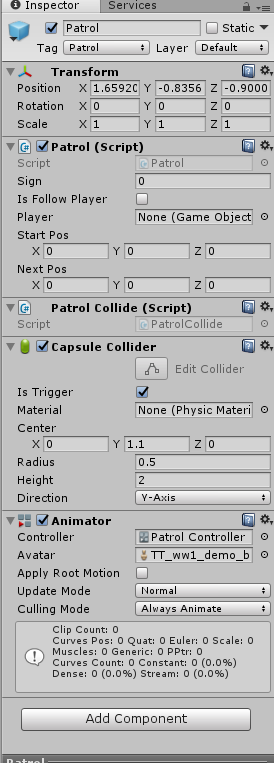 Inspector Services
Patrol Static
Tag Patrol Layer Default
Transform
Position X 1.6592 Y -0.8356 Z -0.9000
Rotation X 0 Y 0 Z 0
Scale X 1 Y 1 Z 1
Patrol (Script)
Script Patrol
Sign 0
Is Follow Player
Player None (Game Object
Start Pos
X 0 Y 0 Z 0
Next Pos
X 0 Y 0 Z 0
Patrol Collide (Script)
Script PatrolCollide
Capsule Collider
Edit Collider
Is Trigger
Material None (Physic Materi
Center
X 0 Y 1.1 Z 0
Radius 0.5
Height 2
Direction Y-Axis
Animator
Controller Patrol Controller
Avatar TT_ww1_demo_b
Apply Root Motion
Update Mode Normal
Culling Mode Always Animate
Clip Count: 0
Curves Pos: 0 Quat: 0 Euler: 0 Scale: 0
Muscles: 0 Generic: 0 PPtr: 0
Curves Count: 0 Constant: 0 (0.0%)
Dense: 0 (0.0%) Stream: 0 (0.0%)
Add Component
Patrol